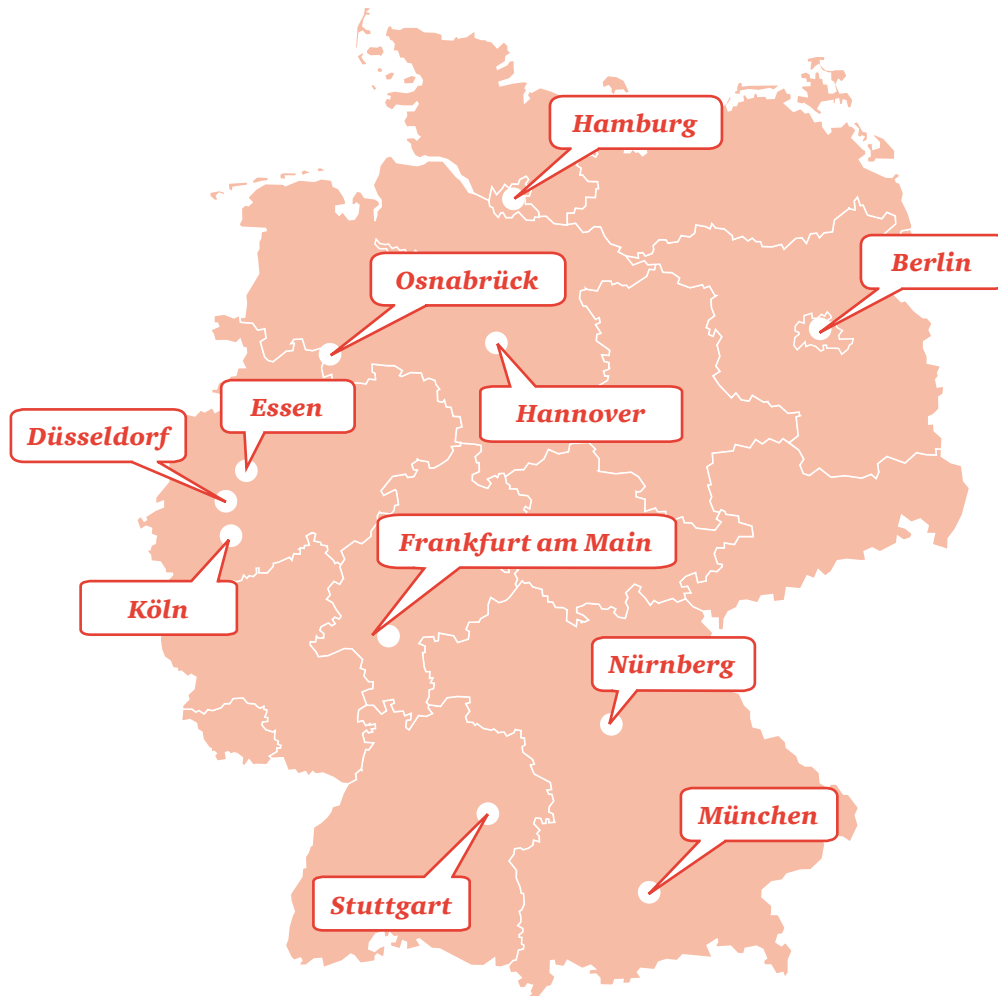 Hamburg
Berlin
Osnabrück
Essen
Hannover
Düsseldorf
Frankfurt am Main
Köln
Nürnberg
München
Stuttgart